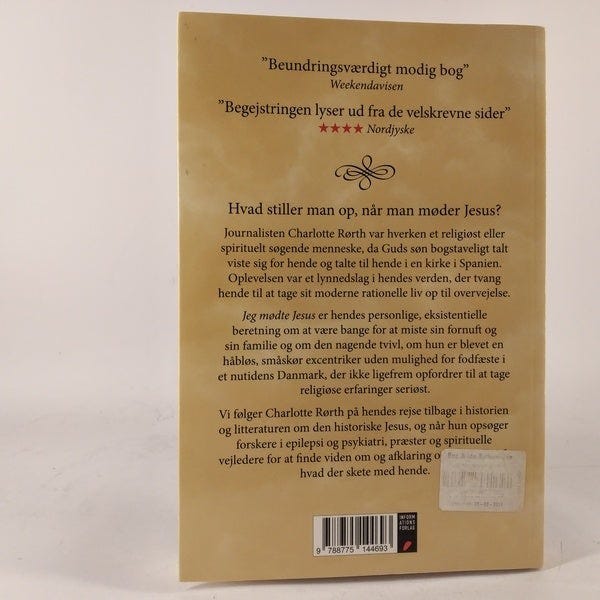 ”Beundringsværdigt modig bog”
Weekendavisen
”Begejstringen lyser ud fra de velskrevne sider”
★★★★ Nordjyske
Hvad stiller man op, når man møder Jesus?
Journalisten Charlotte Rørth var hverken et religiøst eller
spirituelt søgende menneske, da Guds søn bogstaveligt talt
viste sig for hende og talte til hende i en kirke i Spanien.
Oplevelsen var et lynnedslag i hendes verden, der tvang
hende til at tage sit moderne rationelle liv op til overvejelse.
Jeg mødte Jesus er hendes personlige, eksistentielle
beretning om at være bange for at miste sin fornuft og
sin familie og om den nagende tvivl, om hun er blevet en
håbløs, småskør excentriker uden mulighed for fodfæste i
et nutidens Danmark, der ikke ligefrem opfordrer til at tage
religiøse erfaringer seriøst.
Vi følger Charlotte Rørth på hendes rejse tilbage i historien
og litteraturen om den historiske Jesus, og når hun opsøger
forskere i epilepsi og psykiatri, præster og spirituelle
vejledere for at finde viden om og afklaring o
hvad der skete med hende.
9 788775 144693
INFORM
ATIONS
FORLAG